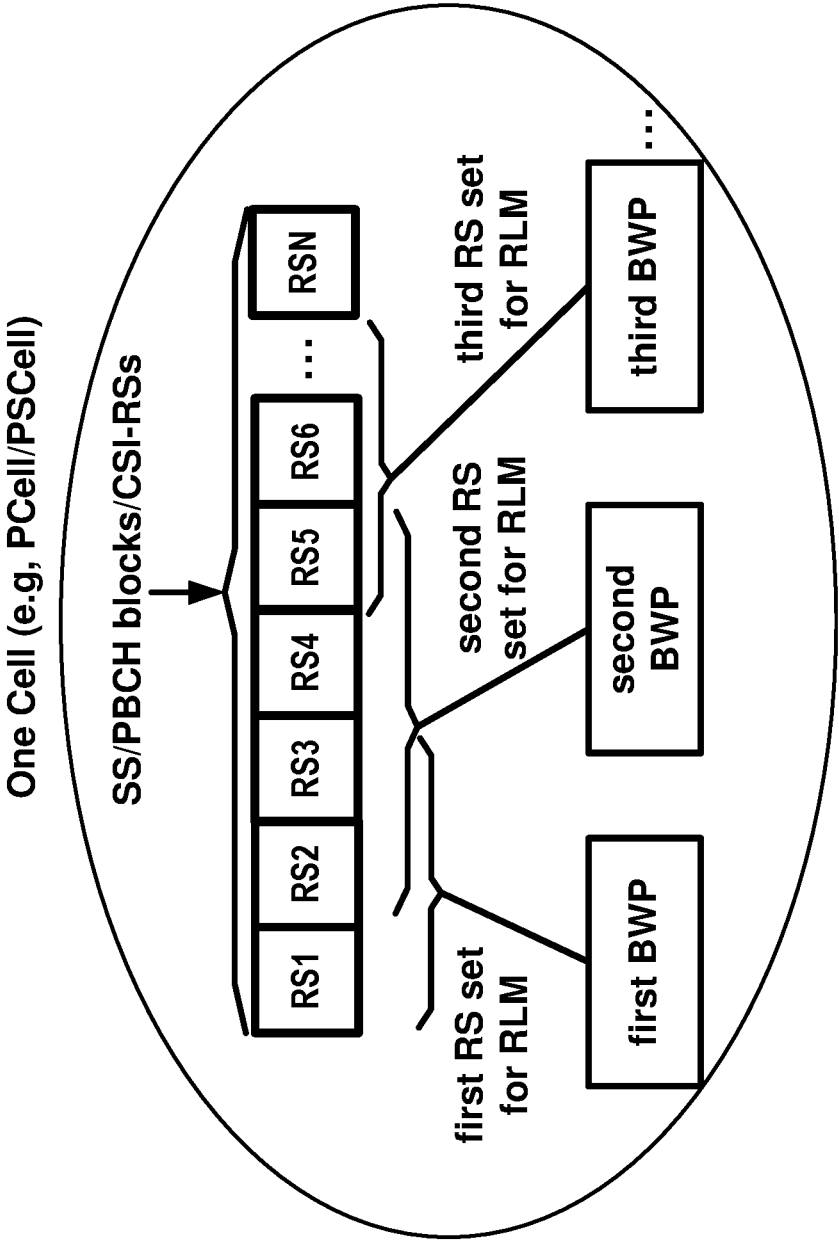 One Cell (e.g, PCell/PSCell)
SS/PBCH blocks/CSI-RSs
RS1
RS2
RS3
RS4
RS5
RS6
...
RSN
first RS set
for RLM
second RS
set for RLM
third RS set
for RLM
first BWP
second
BWP
third BWP
...